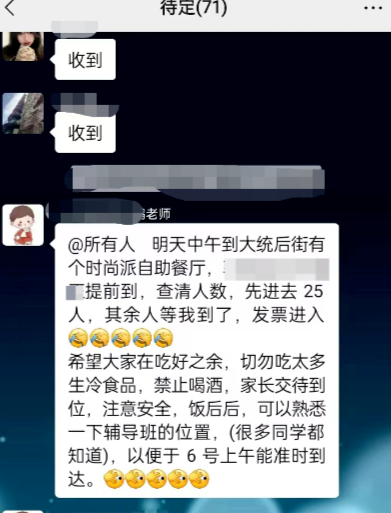 待定(71)
收到
收到
老师
@所有人 明天中午到大统后街有
个时尚派自助餐厅，
提前到，查清人数，先进去 25
人，其余人等我到了，发票进入
希望大家在吃好之余，切勿吃太多
生冷食品，禁止喝酒，家长交待到
位，注意安全，饭后后，可以熟悉
一下辅导班的位置，(很多同学都
知道)，以便于 6 号上午能准时到
达。